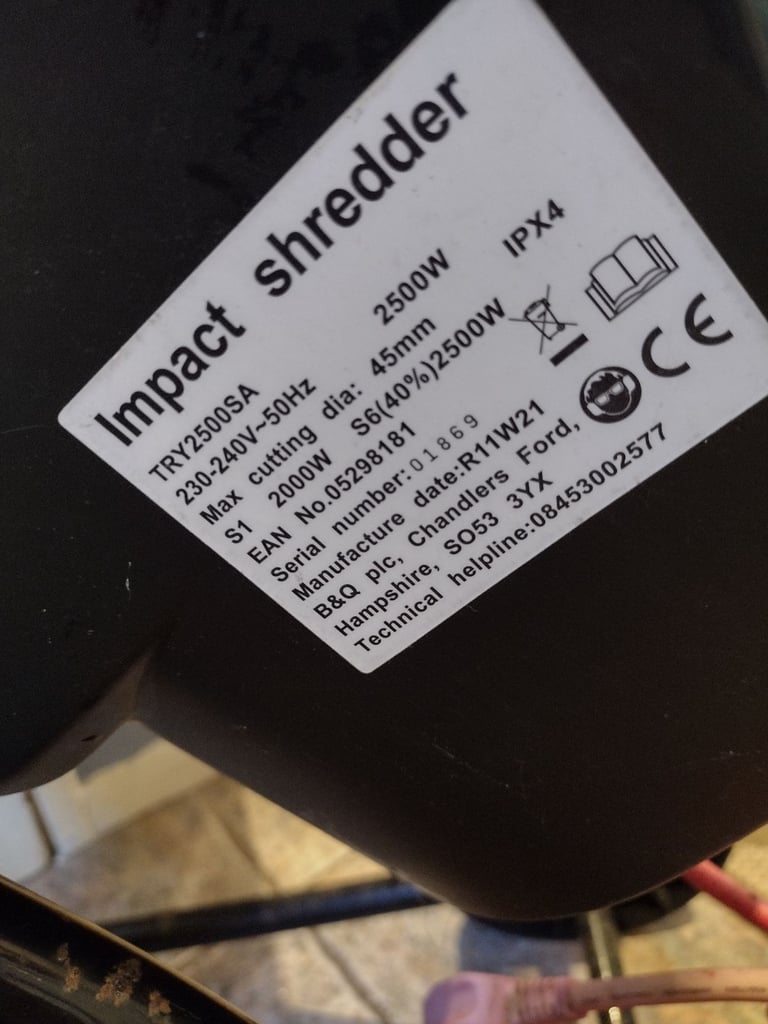 Impact shredder
TRY2500SA
230-240V~50Hz 2500W IPX4
Max cutting dia: 45mm
S1 2000W S6(40%)2500W
EAN No.05298181
Serial number:01869
Manufacture date:R11W21
B&Q plc, Chandlers Ford,
Hampshire, SO53 3YX
Technical helpline:08453002577
CE